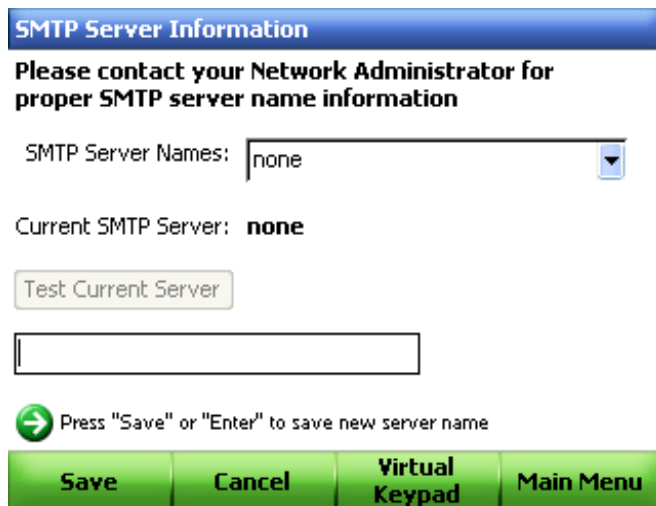 SMTP Server Information
Please contact your Network Administrator for
proper SMTP server name information
SMTP Server Names: none
Current SMTP Server: none
Test Current Server
Press "Save" or "Enter" to save new server name
Save Cancel Virtual Keypad Main Menu